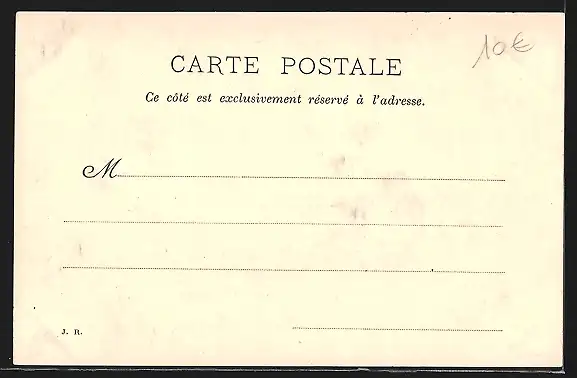 10€
CARTE POSTALE
Ce côté est exclusivement réservé à l'adresse.
M
J. R.